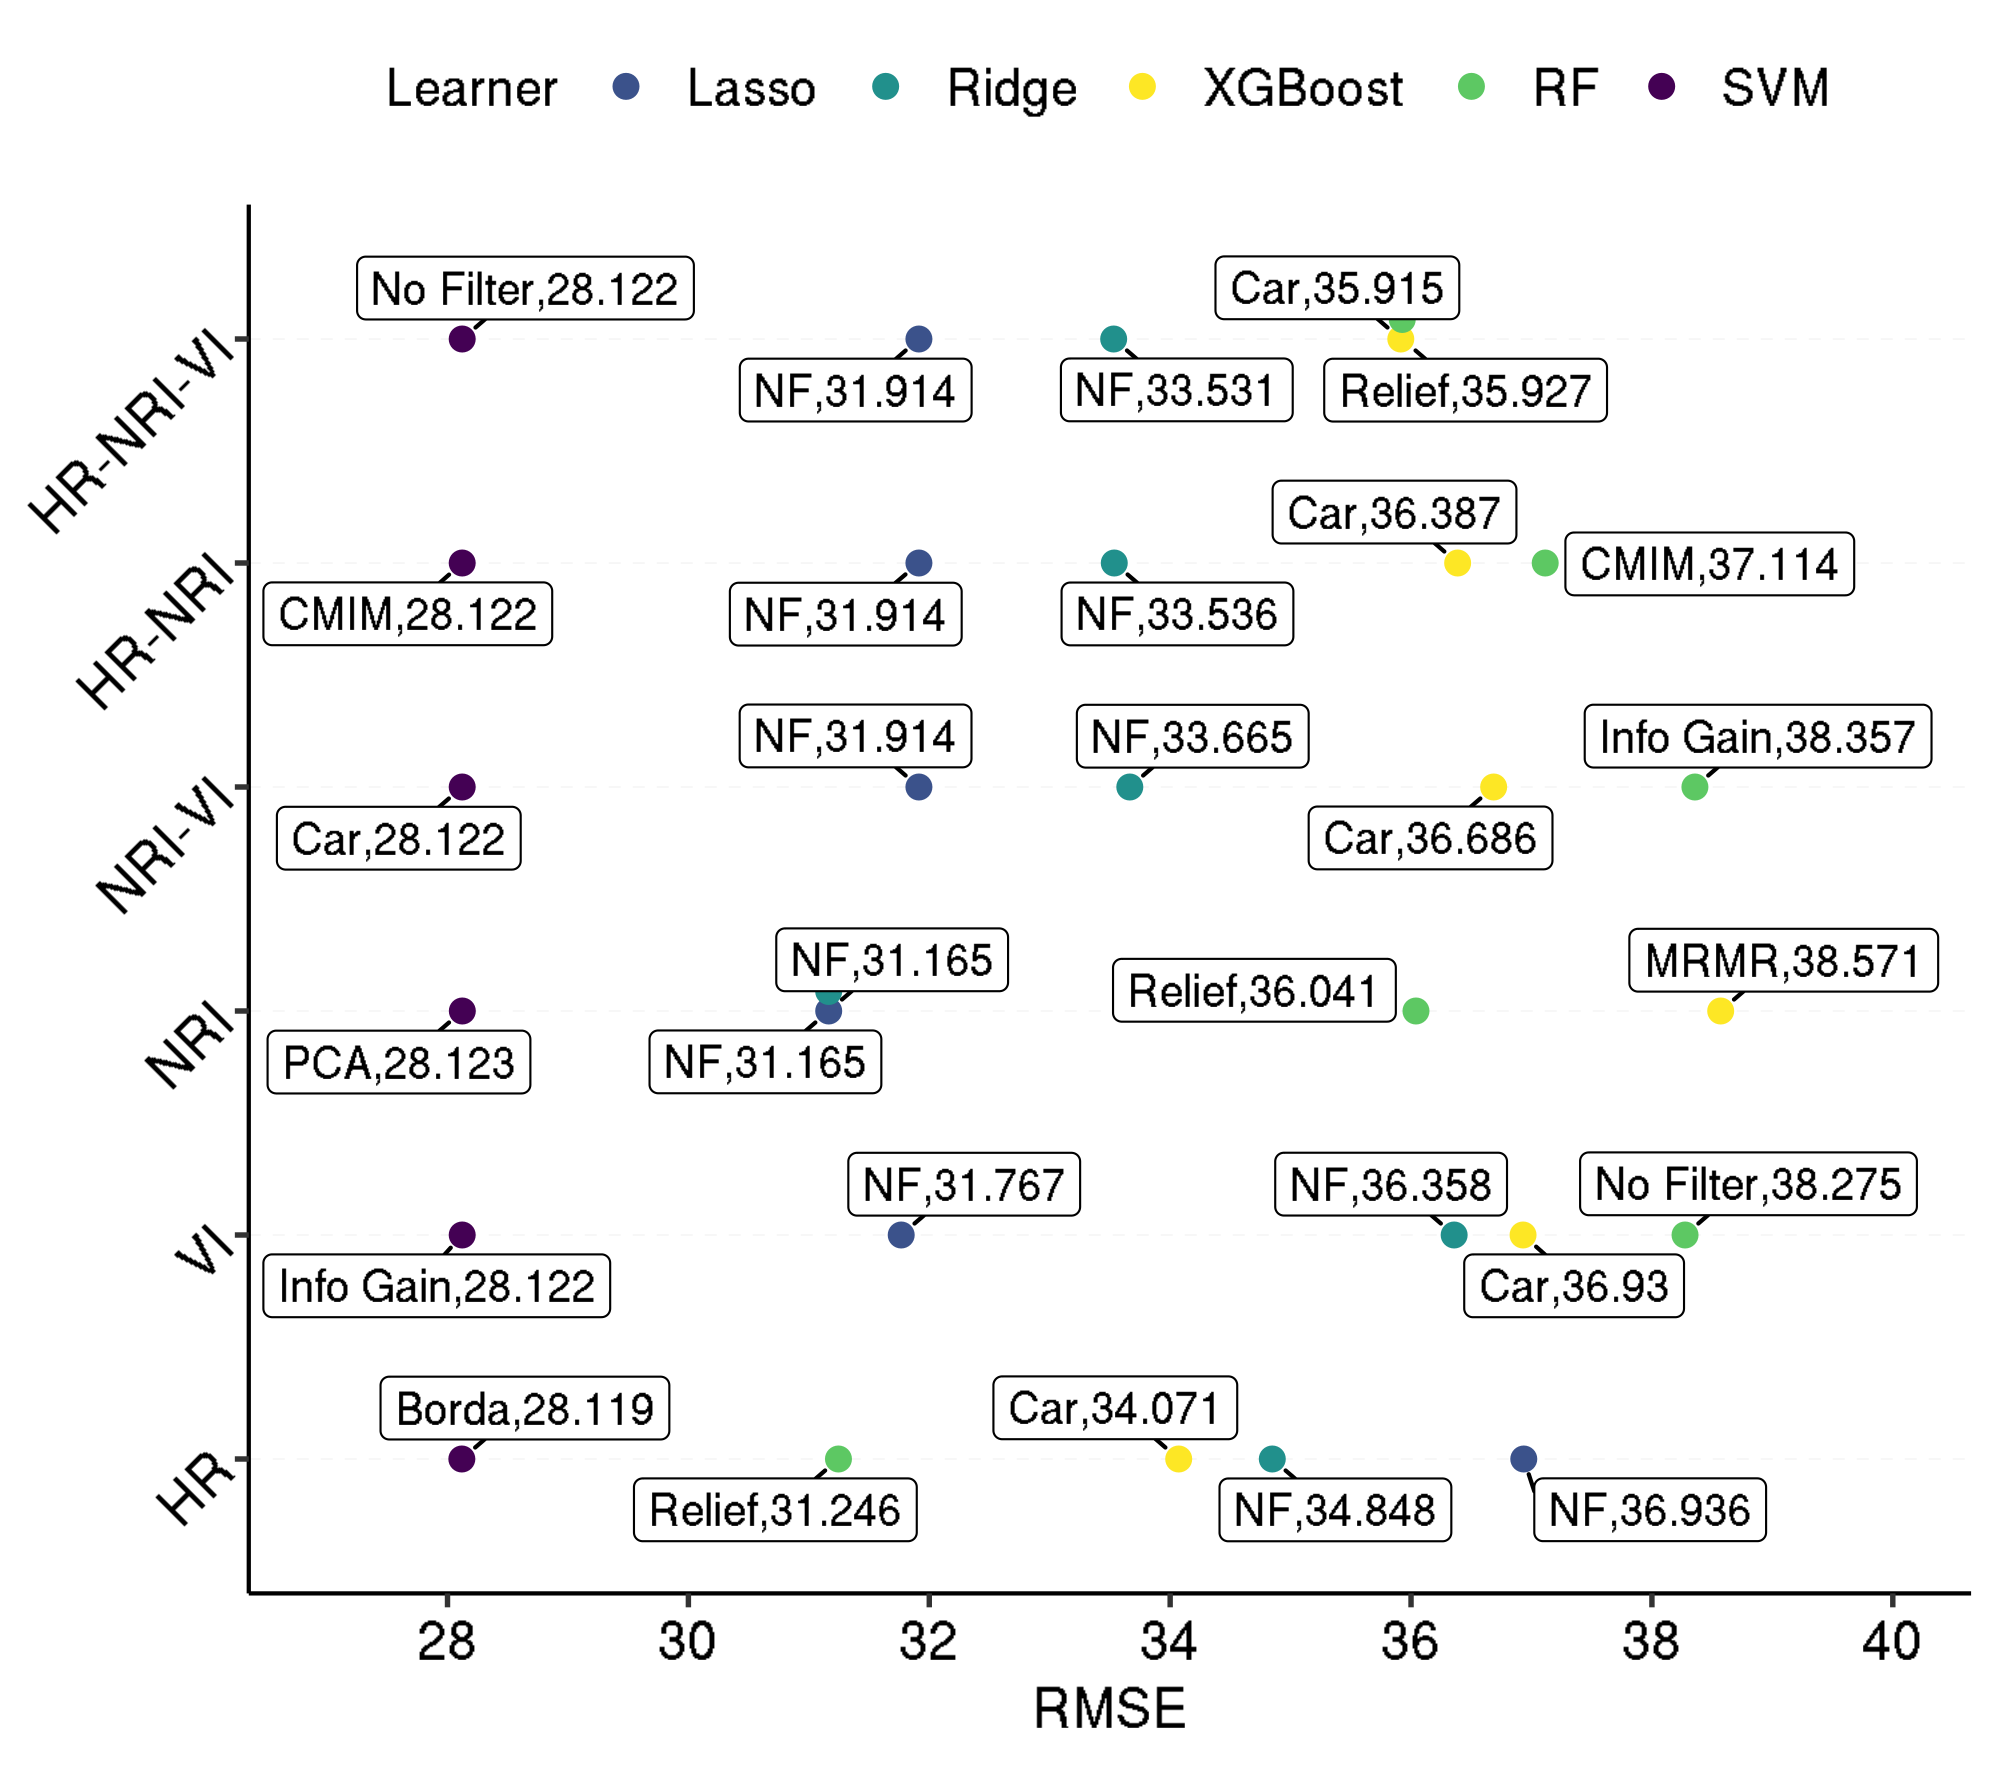 Learner Lasso Ridge XGBoost RF SVM
HR-NRI-VI
No Filter,28.122
Car,35.915
NF,31.914
NF,33.531
Relief,35.927
HR-NRI
Car,36.387
CMIM,37.114
CMIM,28.122
NF,31.914
NF,33.536
NRI-VI
NF,31.914
NF,33.665
Info Gain,38.357
Car,28.122
Car,36.686
NRI
NF,31.165
Relief,36.041
MRMR,38.571
PCA,28.123
NF,31.165
VI
NF,31.767
NF,36.358
No Filter,38.275
Info Gain,28.122
Car,36.93
HR
Borda,28.119
Car,34.071
Relief,31.246
NF,34.848
NF,36.936
28 30 32 34 36 38 40
RMSE